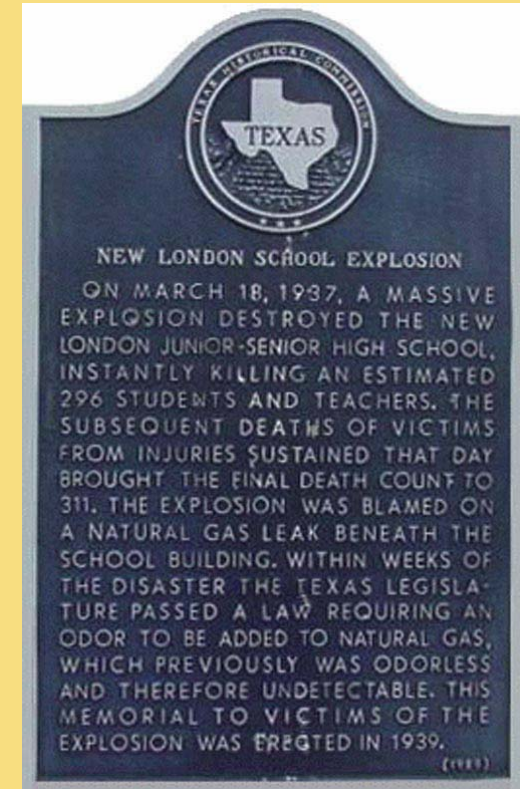 TEXAS HISTORICAL COMMISSION
TEXAS
NEW LONDON SCHOOL EXPLOSION
ON MARCH 18, 1937, A MASSIVE
EXPLOSION DESTROYED THE NEW
LONDON JUNIOR-SENIOR HIGH SCHOOL,
INSTANTLY KILLING AN ESTIMATED
296 STUDENTS AND TEACHERS. THE
SUBSEQUENT DEATHS OF VICTIMS
FROM INJURIES SUSTAINED THAT DAY
BROUGHT THE FINAL DEATH COUNT TO
311. THE EXPLOSION WAS BLAMED ON
A NATURAL GAS LEAK BENEATH THE
SCHOOL BUILDING. WITHIN WEEKS OF
THE DISASTER THE TEXAS LEGISLA-
TURE PASSED A LAW REQUIRING AN
ODOR TO BE ADDED TO NATURAL GAS,
WHICH PREVIOUSLY WAS ODORLESS
AND THEREFORE UNDETECTABLE. THIS
MEMORIAL TO VICTIMS OF THE
EXPLOSION WAS ERECTED IN 1939.